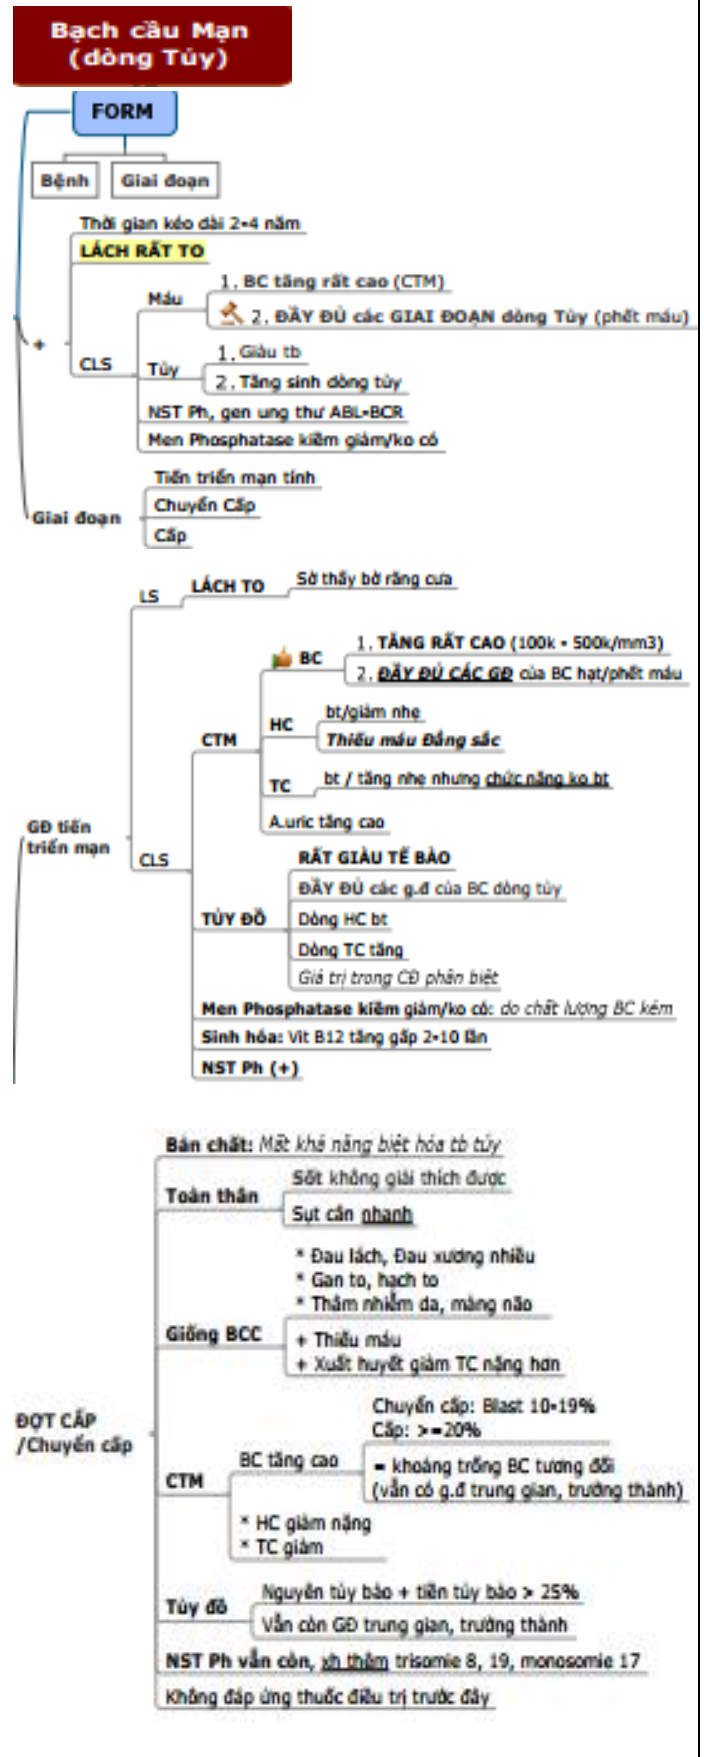 Bạch cầu Mạn
(dòng Tủy)
FORM
Bệnh
Giai đoạn
+
Thời gian kéo dài 2-4 năm
LÁCH RẤT TO
CLS
Máu
1. BC tăng rất cao (CTM)
2. ĐẦY ĐỦ các GIAI ĐOẠN dòng Tủy (phết máu)
Tủy
1. Giàu tb
2. Tăng sinh dòng tủy
NST Ph, gen ung thư ABL-BCR
Men Phosphatase kiềm giảm/ko có
Giai đoạn
Tiến triển mạn tính
Chuyển Cấp
Cấp
GĐ tiến
triển mạn
LS
LÁCH TO
Sờ thấy bờ răng cưa
CLS
CTM
BC
1. TĂNG RẤT CAO (100k - 500k/mm3)
2. ĐẦY ĐỦ CÁC GĐ của BC hạt/phết máu
HC
bt/giảm nhẹ
Thiếu máu Đẳng sắc
TC
bt / tăng nhẹ nhưng chức năng ko bt
A.uric tăng cao
TỦY ĐỒ
RẤT GIÀU TẾ BÀO
ĐẦY ĐỦ các g.đ của BC dòng tủy
Dòng HC bt
Dòng TC tăng
Giá trị trong CĐ phân biệt
Men Phosphatase kiềm giảm/ko có: do chất lượng BC kém
Sinh hóa: Vit B12 tăng gấp 2-10 lần
NST Ph (+)
ĐỢT CẤP
/Chuyển cấp
Bản chất: Mất khả năng biệt hóa tb tủy
Toàn thân
Sốt không giải thích được
Sụt cân nhanh
Giống BCC
* Đau lách, Đau xương nhiều
* Gan to, hạch to
* Thâm nhiễm da, màng não
+ Thiếu máu
+ Xuất huyết giảm TC nặng hơn
CTM
BC tăng cao
Chuyển cấp: Blast 10-19%
Cấp: >=20%
= khoảng trống BC tương đối
(vẫn có g.đ trung gian, trưởng thành)
* HC giảm nặng
* TC giảm
Tủy đồ
Nguyên tủy bào + tiền tủy bào > 25%
Vẫn còn GĐ trung gian, trưởng thành
NST Ph vẫn còn, xh thêm trisomie 8, 19, monosomie 17
Không đáp ứng thuốc điều trị trước đây